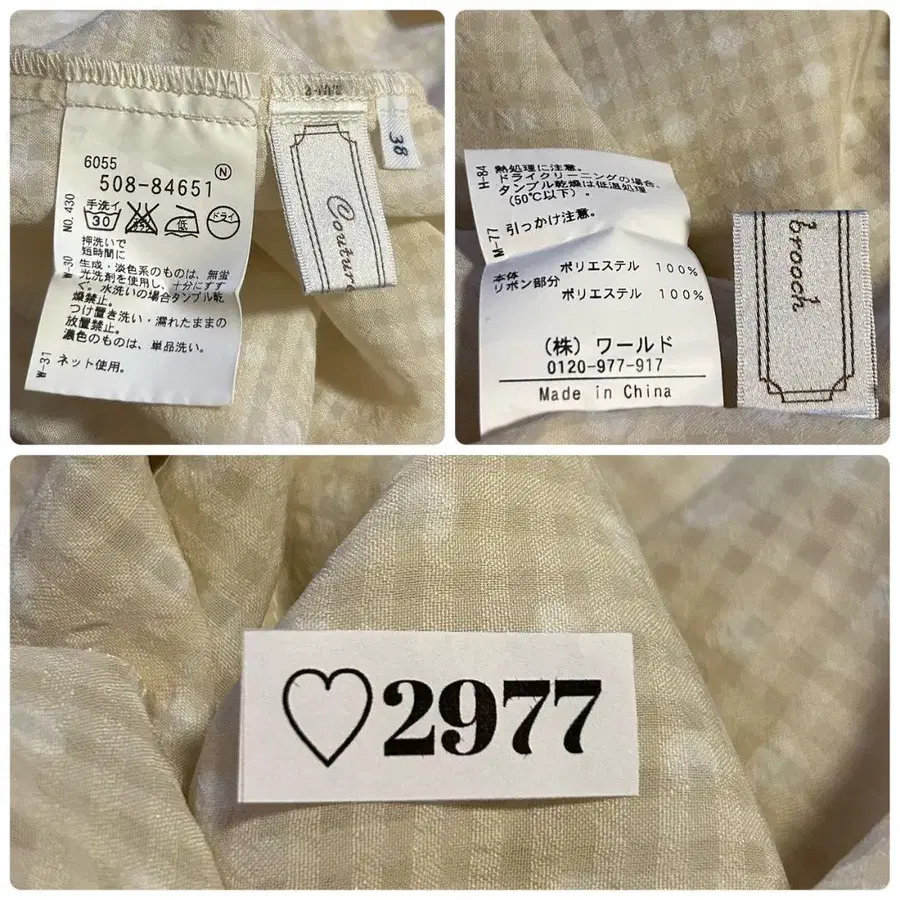 6055
508-84651
N
手洗イ
30
低
ドライ
NO.430
押洗いで
短時間に
W-30
生成・淡色系のものは、無蛍
光洗剤を使用し、十分にすす
ぐ。水洗いの場合タンブル乾
燥禁止。
つけ置き洗い・濡れたままの
放置禁止。
濃色のものは、単品洗い。
W-31
ネット使用。
Couture
38
H-84
熱処理に注意。
ドライクリーニングの場合、
タンブル乾燥は低温処理
(50℃以下)。
M-77
引っかけ注意。
本体
ポリエステル 100%
リボン部分
ポリエステル 100%
(株) ワールド
0120-977-917
Made in China
brooch
♡2977